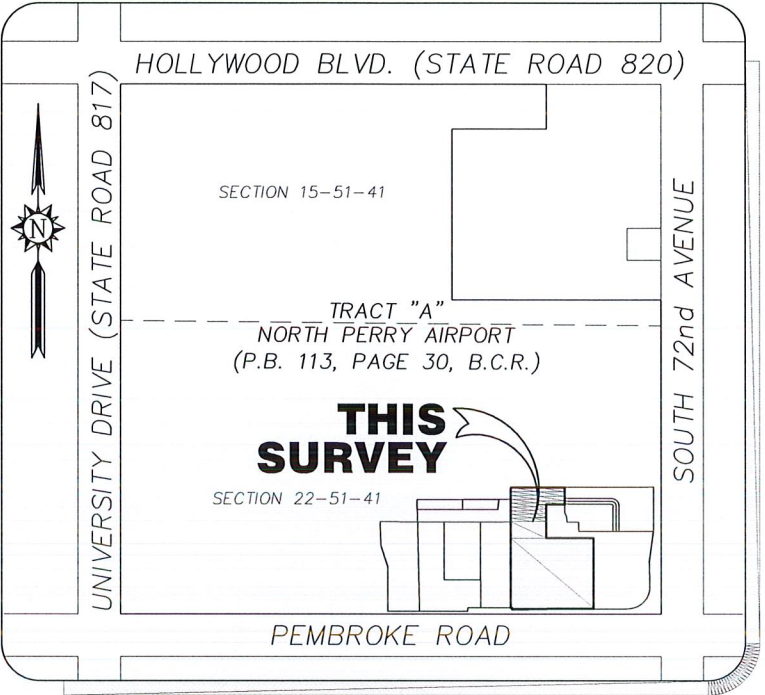 HOLLYWOOD BLVD. (STATE ROAD 820)
UNIVERSITY DRIVE (STATE ROAD 817)
N
SECTION 15-51-41
SOUTH 72nd AVENUE
TRACT "A"
NORTH PERRY AIRPORT
(P.B. 113, PAGE 30, B.C.R.)
THIS
SURVEY
SECTION 22-51-41
PEMBROKE ROAD